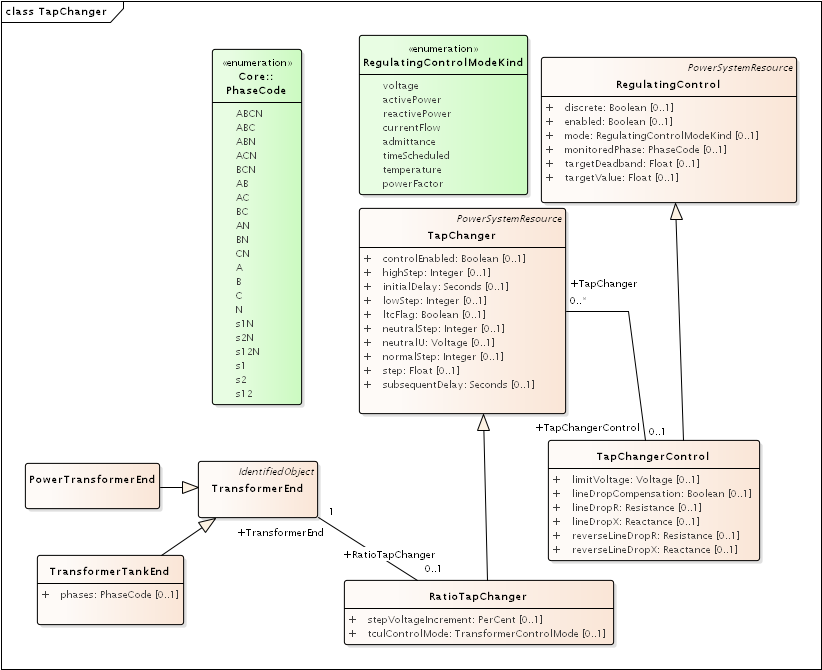 class TapChanger
«enumeration»
Core::
PhaseCode
ABCN
ABC
ABN
ACN
BCN
AB
AC
BC
AN
BN
CN
A
B
C
N
s1N
s2N
s12N
s1
s2
s12
«enumeration»
RegulatingControlModeKind
voltage
activePower
reactivePower
currentFlow
admittance
timeScheduled
temperature
powerFactor
PowerSystemResource
RegulatingControl
+ discrete: Boolean [0..1]
+ enabled: Boolean [0..1]
+ mode: RegulatingControlModeKind [0..1]
+ monitoredPhase: PhaseCode [0..1]
+ targetDeadband: Float [0..1]
+ targetValue: Float [0..1]
PowerSystemResource
TapChanger
+ controlEnabled: Boolean [0..1]
+ highStep: Integer [0..1]
+ initialDelay: Seconds [0..1]
+ lowStep: Integer [0..1]
+ ltcFlag: Boolean [0..1]
+ neutralStep: Integer [0..1]
+ neutralU: Voltage [0..1]
+ normalStep: Integer [0..1]
+ step: Float [0..1]
+ subsequentDelay: Seconds [0..1]
+TapChanger
0..*
+TapChangerControl
0..1
TapChangerControl
+ limitVoltage: Voltage [0..1]
+ lineDropCompensation: Boolean [0..1]
+ lineDropR: Resistance [0..1]
+ lineDropX: Reactance [0..1]
+ reverseLineDropR: Resistance [0..1]
+ reverseLineDropX: Reactance [0..1]
PowerTransformerEnd
IdentifiedObject
TransformerEnd
1
+TransformerEnd
+RatioTapChanger
0..1
TransformerTankEnd
+ phases: PhaseCode [0..1]
RatioTapChanger
+ stepVoltageIncrement: PerCent [0..1]
+ tculControlMode: TransformerControlMode [0..1]